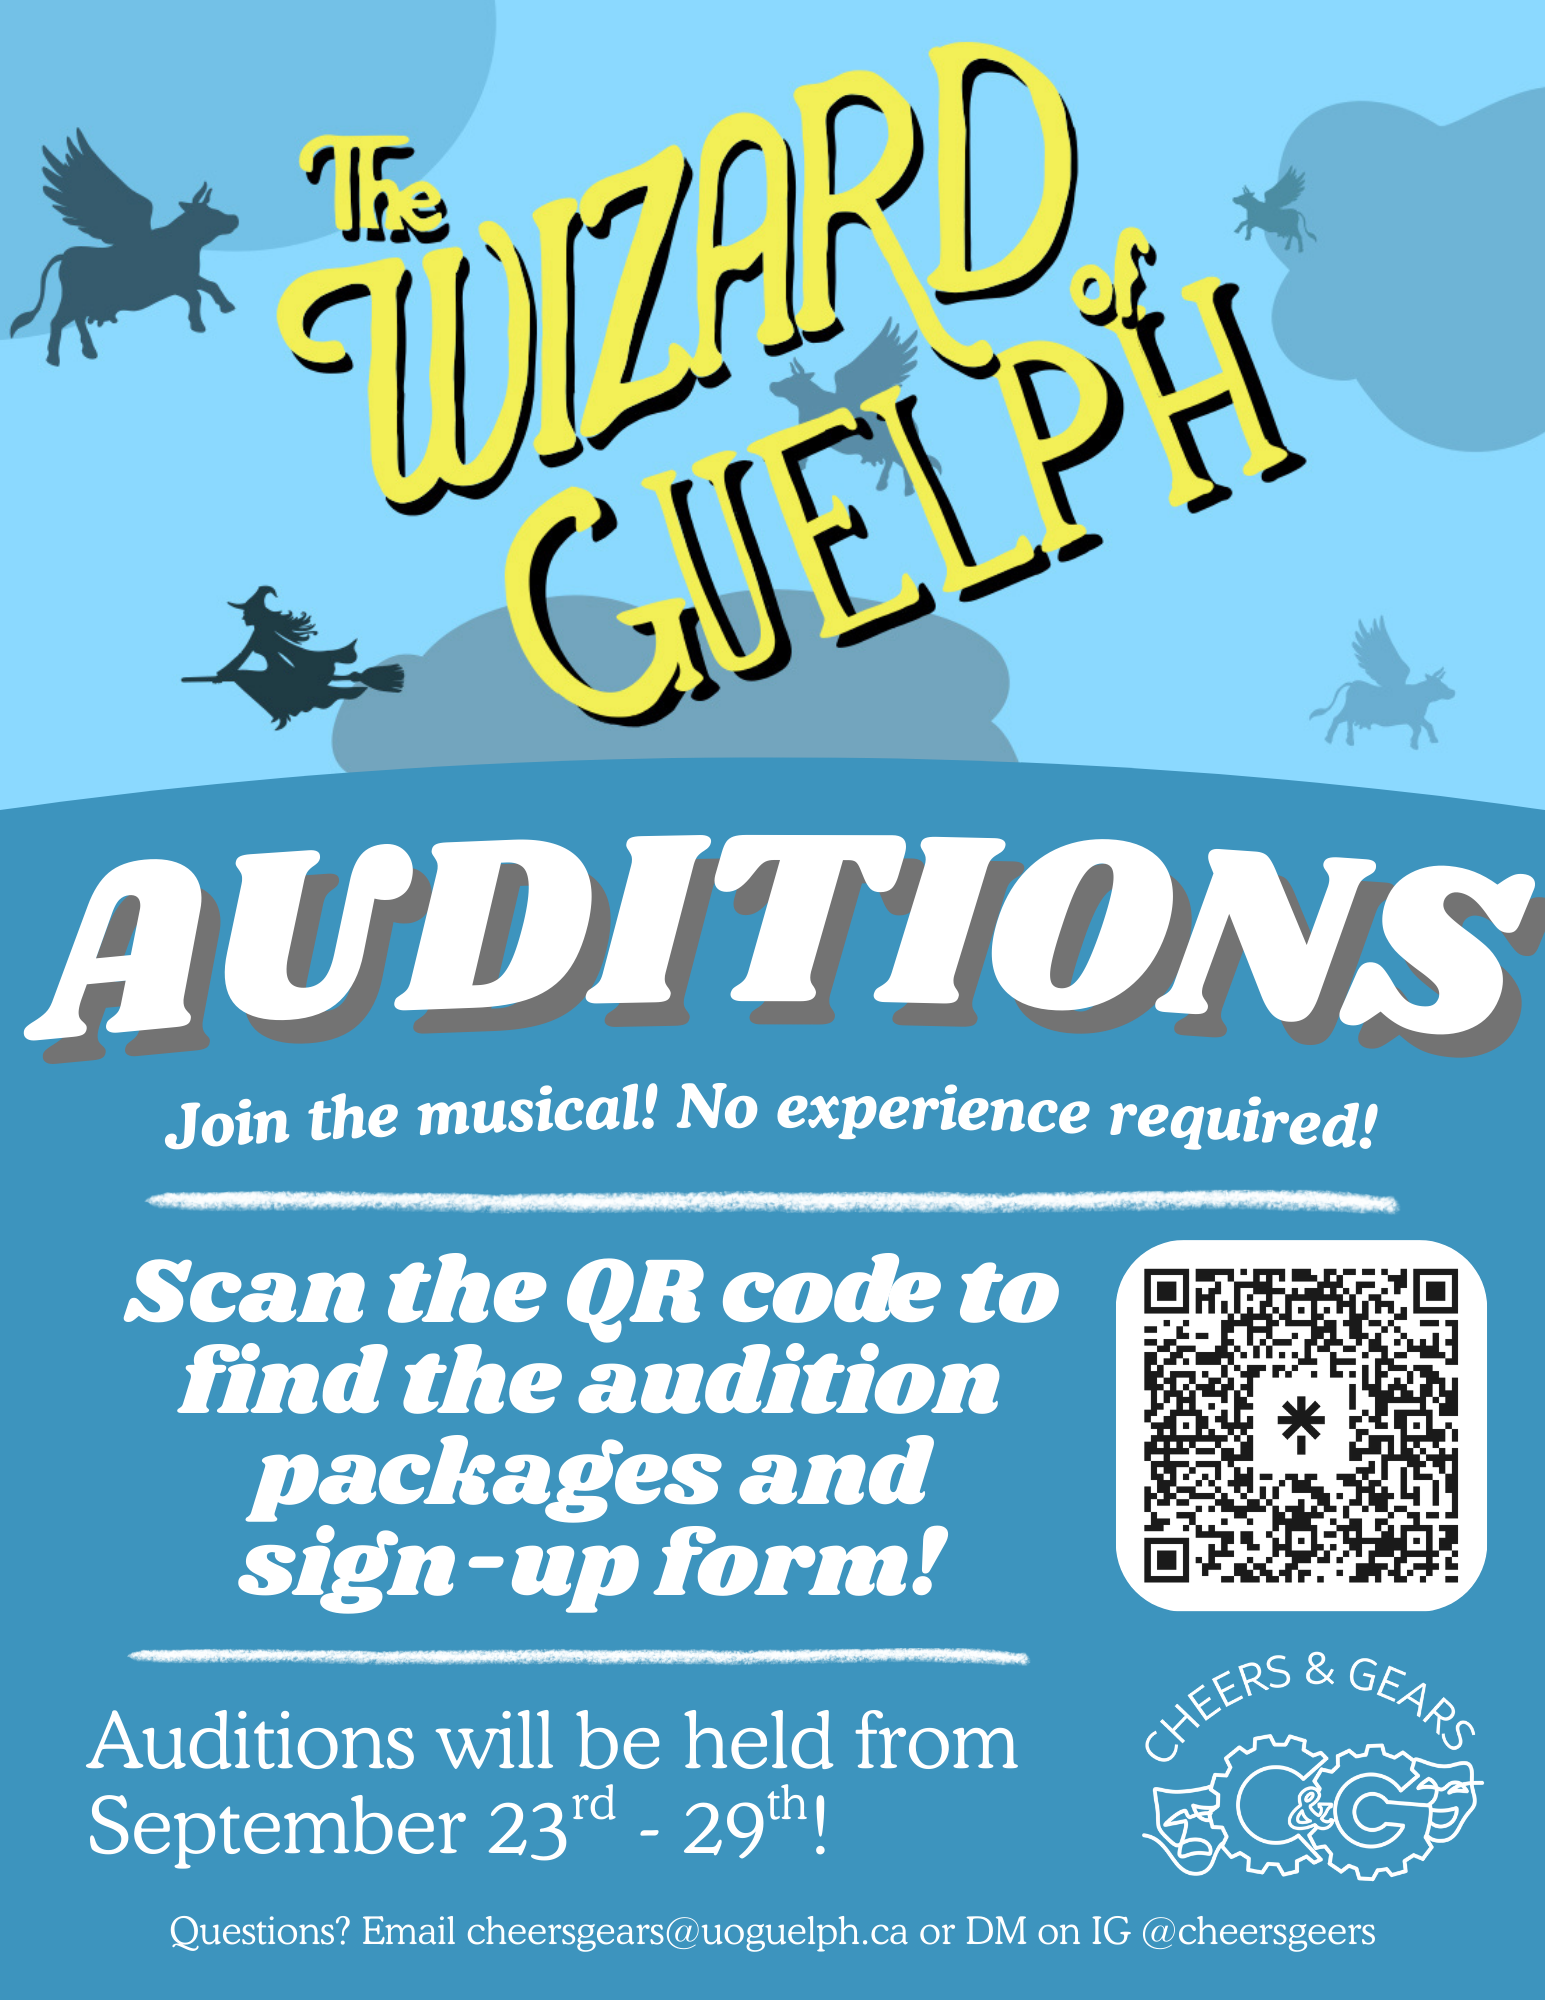 The
WIZARD
of
GUELPH
AUDITIONS
Join the musical! No experience required!
Scan the QR code to
find the audition
packages and
sign-up form!
CHEERS & GEARS
C&G
Auditions will be held from
September 23rd - 29th!
Questions? Email cheersgears@uoguelph.ca or DM on IG @cheersgeers